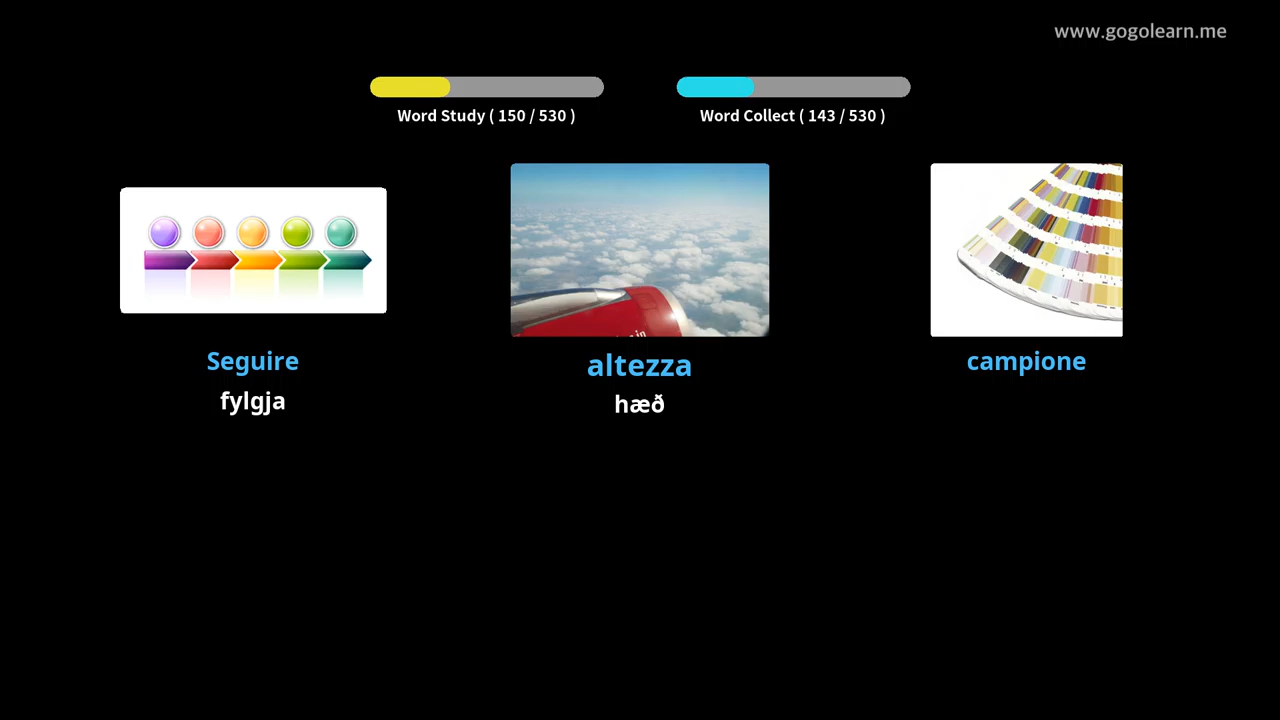 www.gogolearn.me
Word Study ( 150 / 530 )
Word Collect ( 143 / 530 )
Seguire
fylgja
altezza
hæð
campione